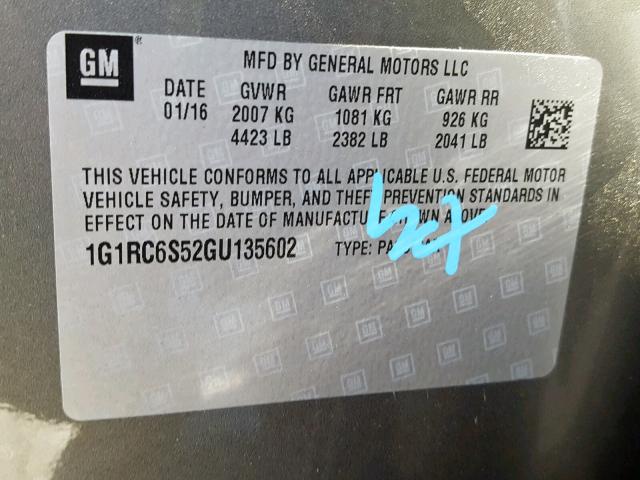 GM
MFD BY GENERAL MOTORS LLC
DATE GVWR GAWR FRT GAWR RR
01/16 2007 KG 1081 KG 926 KG
4423 LB 2382 LB 2041 LB
THIS VEHICLE CONFORMS TO ALL APPLICABLE U.S. FEDERAL MOTOR
VEHICLE SAFETY, BUMPER, AND THEFT PREVENTION STANDARDS IN
EFFECT ON THE DATE OF MANUFACTURE SHOWN ABOVE.
1G1RC6S52GU135602 TYPE: